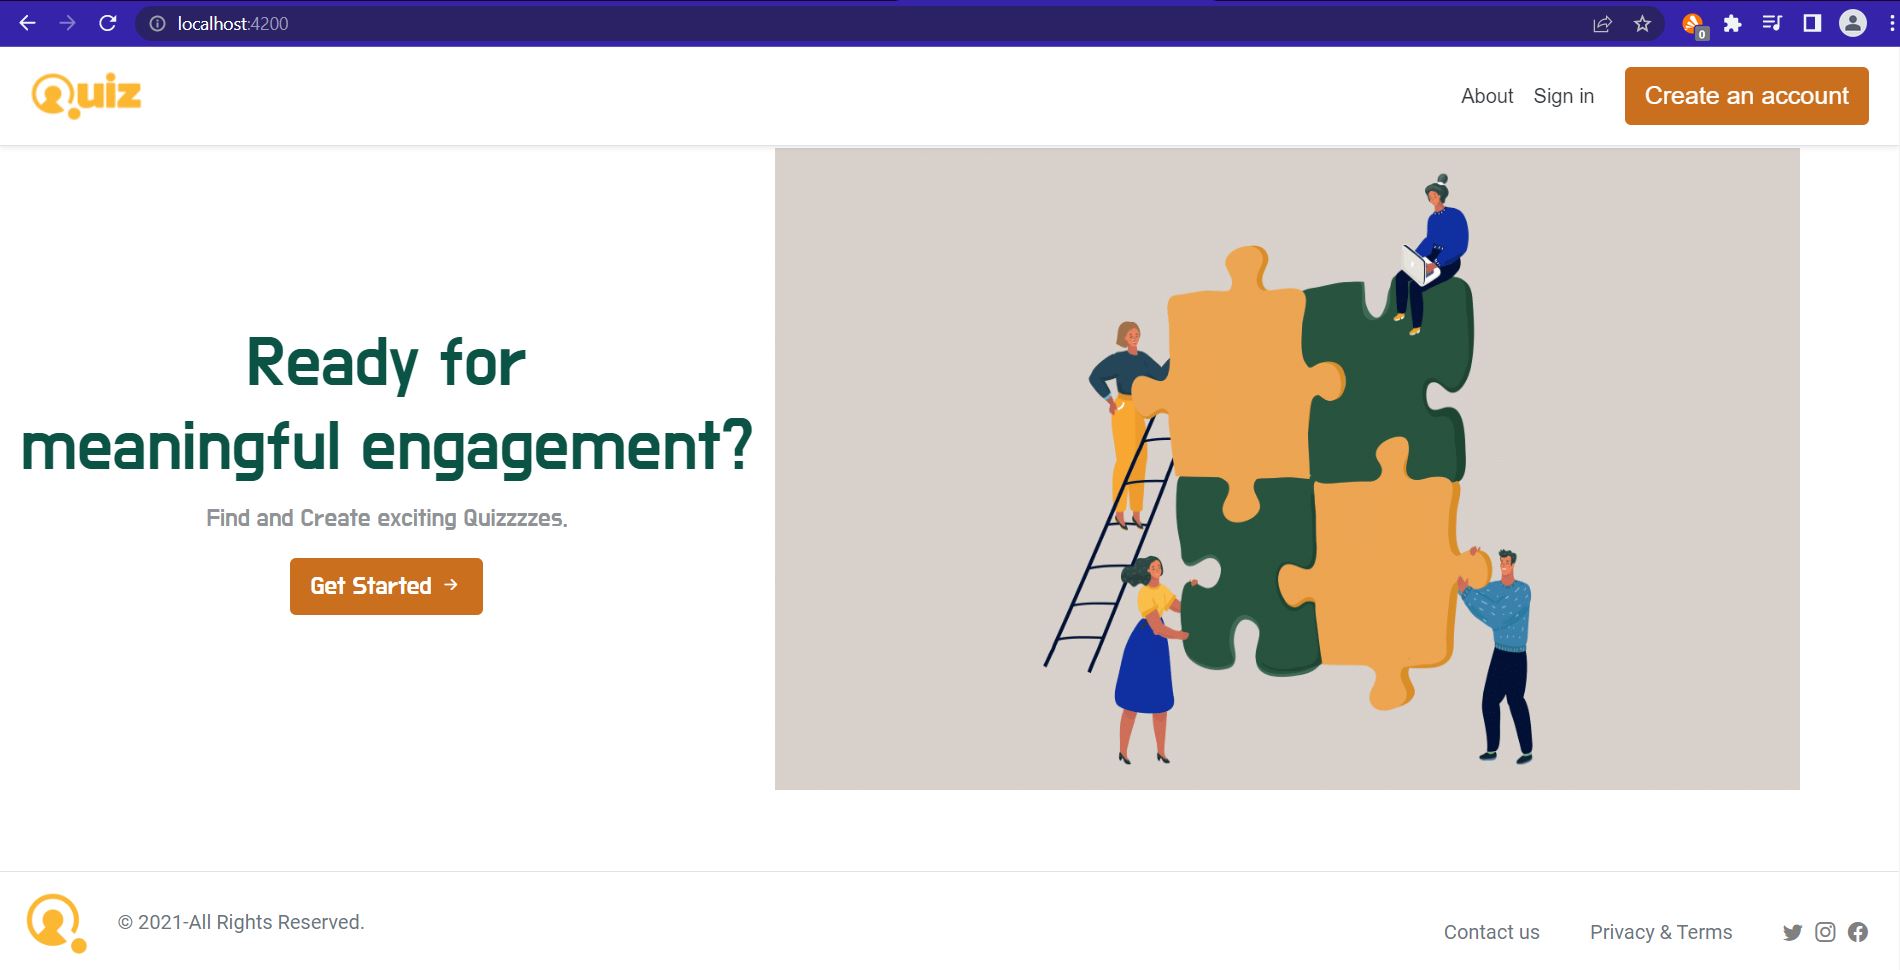 localhost:4200
0
Quiz
About
Sign in
Create an account
Ready for
meaningful engagement?
Find and Create exciting Quizzzzes.
Get Started →
© 2021-All Rights Reserved.
Contact us
Privacy & Terms